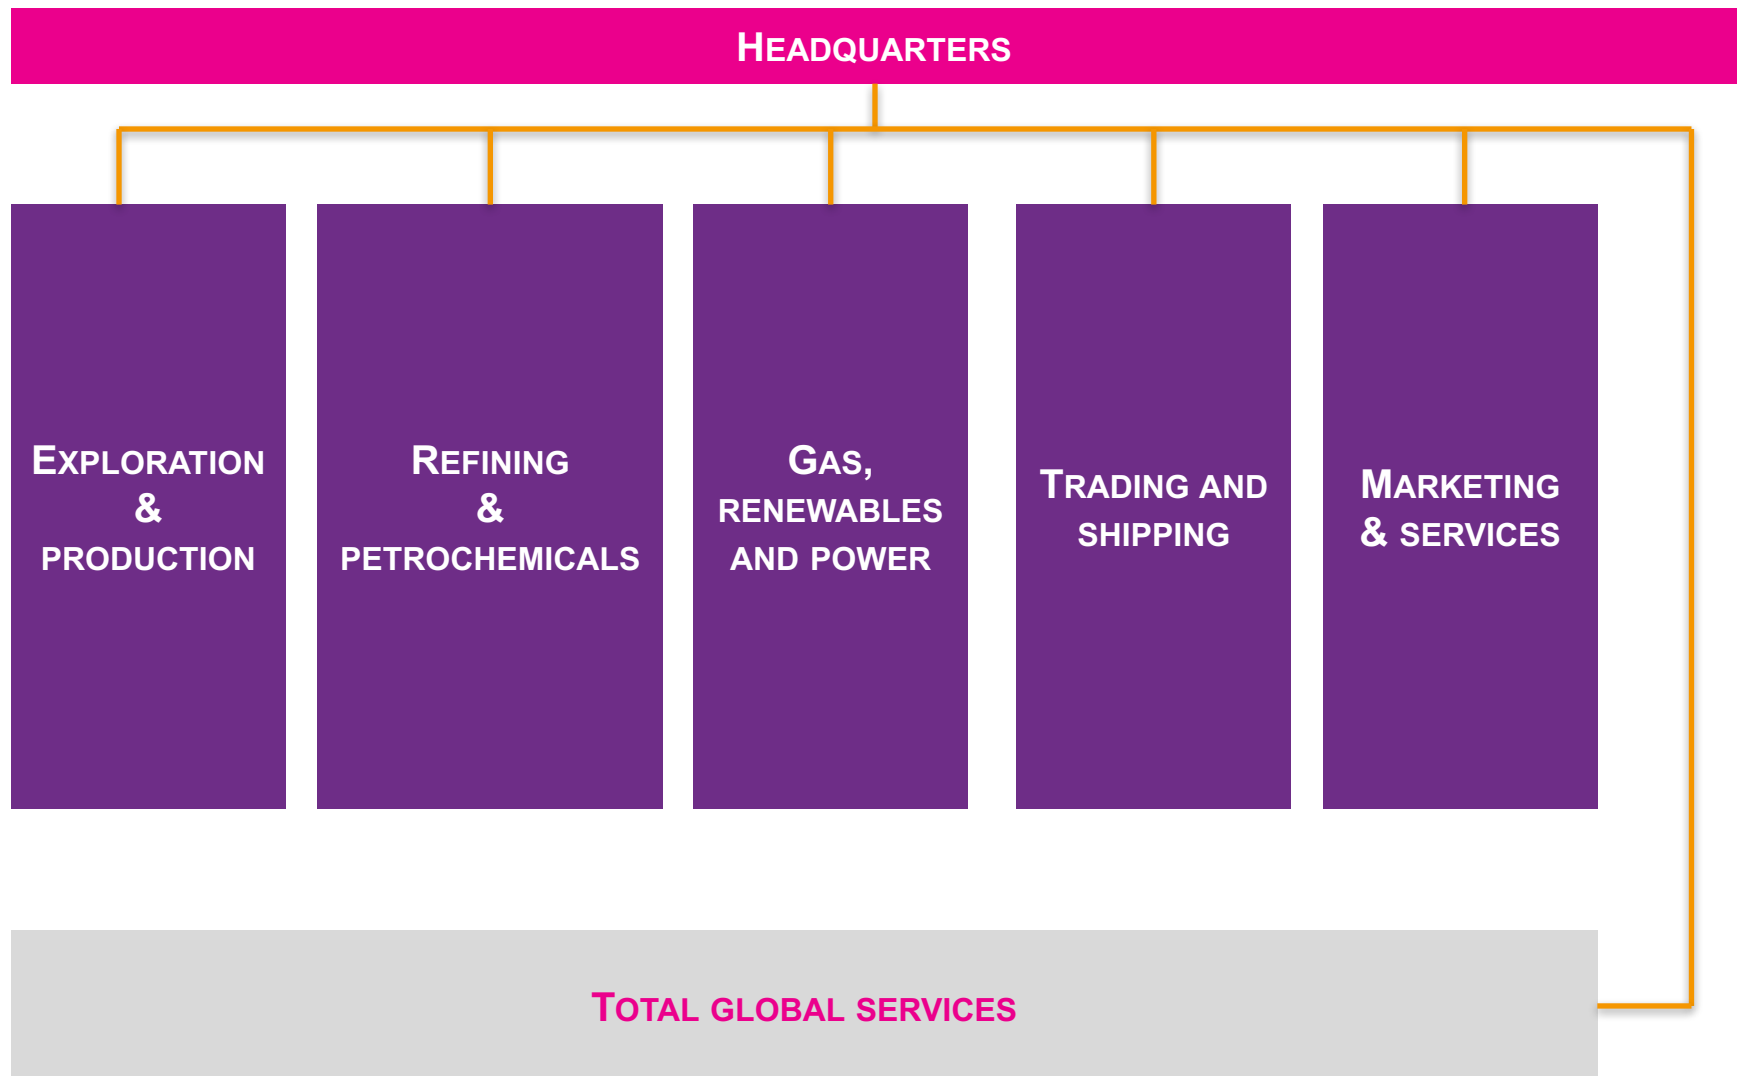 HEADQUARTERS
EXPLORATION
&
PRODUCTION
REFINING
&
PETROCHEMICALS
GAS,
RENEWABLES
AND POWER
TRADING AND
SHIPPING
MARKETING
& SERVICES
TOTAL GLOBAL SERVICES